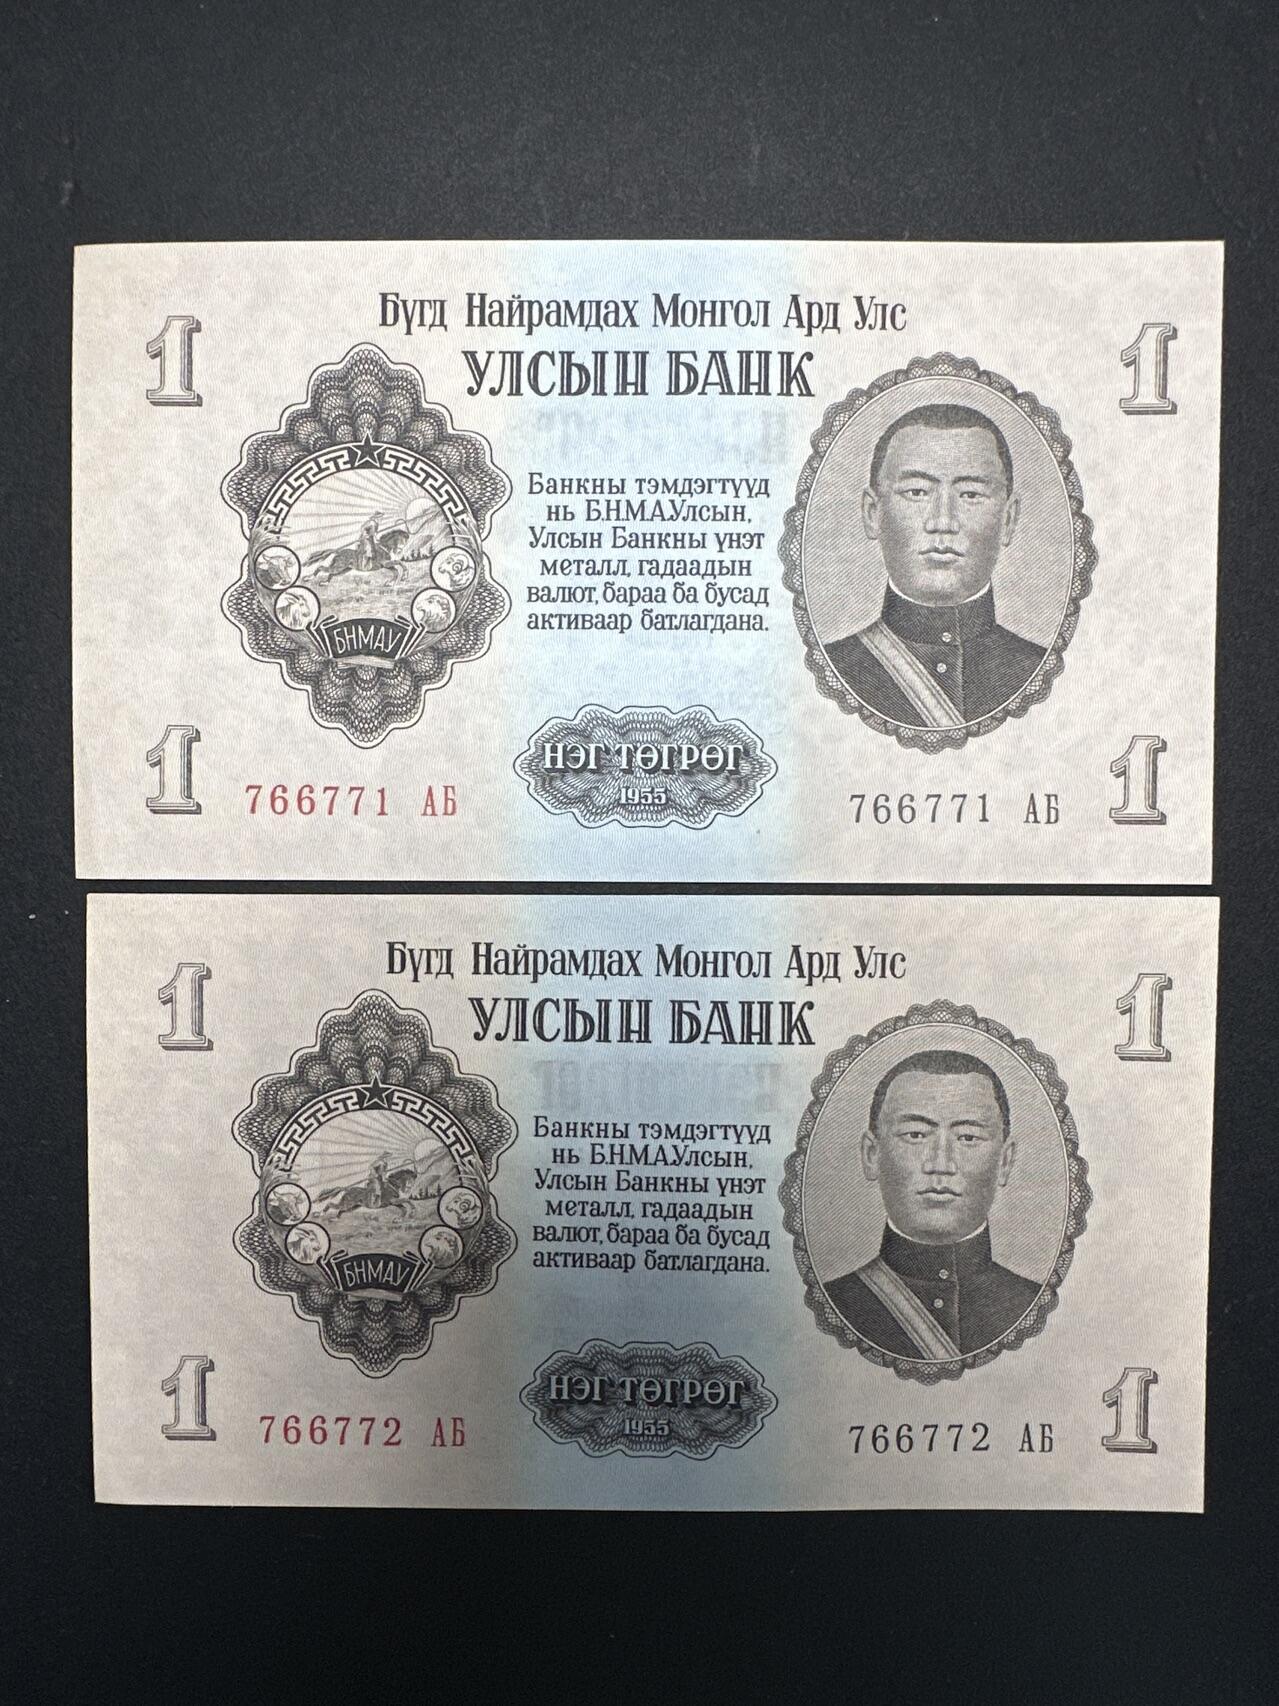 Бүгд Найрамдах Монгол Ард Улс
УЛСЫН БАНК
1
1
Банкны тэмдэгтүүд
нь Б.Н.М.А.Улсын,
Улсын Банкны үнэт
металл, гадаадын
валют, бараа ба бусад
активаар батлагдана.
БНМАУ
НЭГ ТӨГРӨГ
1955
1
1
766771 АБ
766771 АБ
Бүгд Найрамдах Монгол Ард Улс
УЛСЫН БАНК
1
1
Банкны тэмдэгтүүд
нь Б.Н.М.А.Улсын,
Улсын Банкны үнэт
металл, гадаадын
валют, бараа ба бусад
активаар батлагдана.
БНМАУ
НЭГ ТӨГРӨГ
1955
1
1
766772 АБ
766772 АБ